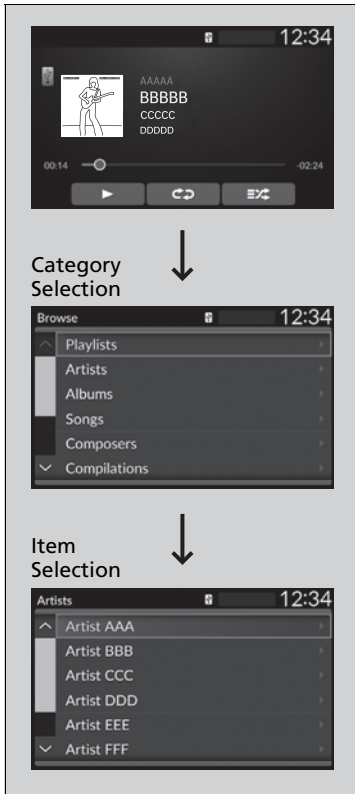 12:34
AAAAA
BBBBB
CCCCC
DDDDD
00:14
-02:24
Category
Selection
Browse
12:34
Playlists
Artists
Albums
Songs
Composers
Compilations
Item
Selection
Artists
12:34
Artist AAA
Artist BBB
Artist CCC
Artist DDD
Artist EEE
Artist FFF